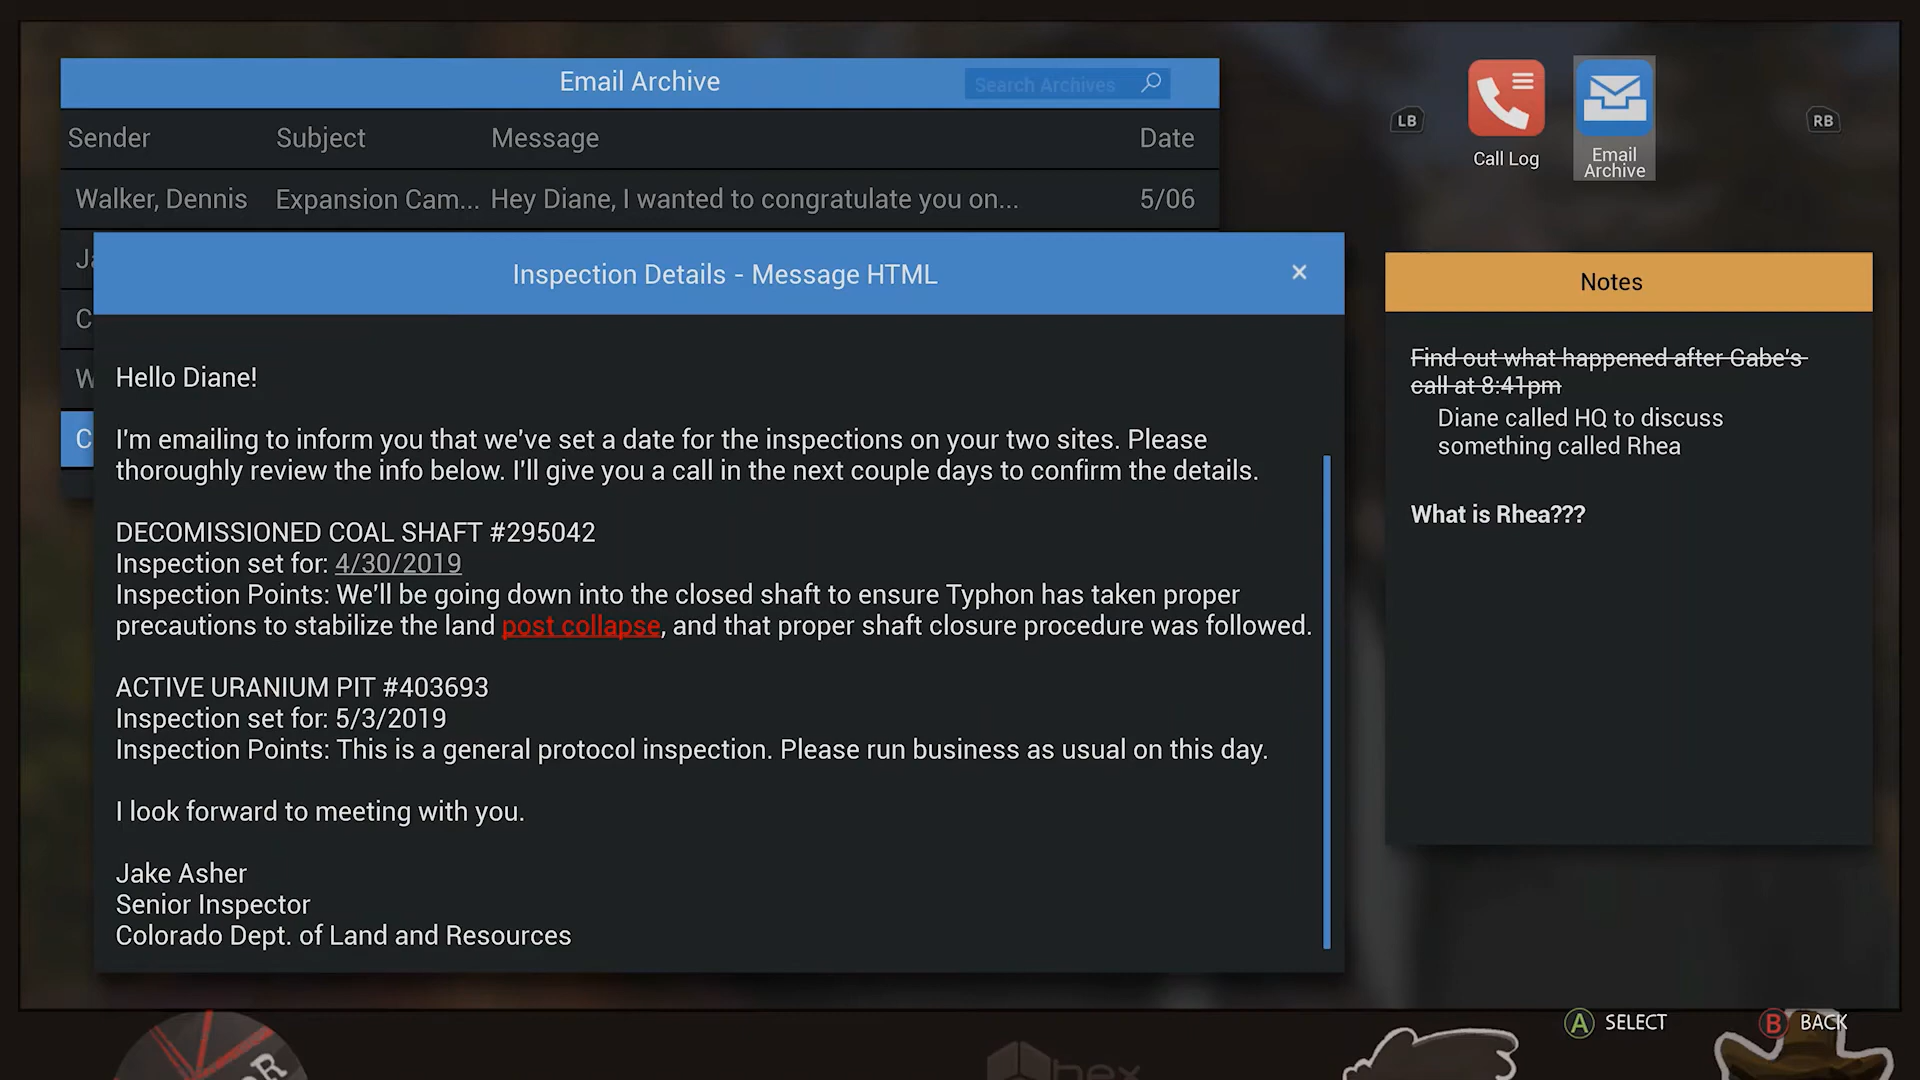 Email Archive
Search Archives
LB
Call Log
Email
Archive
RB
Sender Subject Message Date
Walker, Dennis Expansion Cam... Hey Diane, I wanted to congratulate you on... 5/06
C
W
C
Inspection Details - Message HTML
Hello Diane!
I'm emailing to inform you that we've set a date for the inspections on your two sites. Please
thoroughly review the info below. I'll give you a call in the next couple days to confirm the details.
DECOMISSIONED COAL SHAFT #295042
Inspection set for: 4/30/2019
Inspection Points: We'll be going down into the closed shaft to ensure Typhon has taken proper
precautions to stabilize the land post collapse, and that proper shaft closure procedure was followed.
ACTIVE URANIUM PIT #403693
Inspection set for: 5/3/2019
Inspection Points: This is a general protocol inspection. Please run business as usual on this day.
I look forward to meeting with you.
Jake Asher
Senior Inspector
Colorado Dept. of Land and Resources
Notes
Find out what happened after Gabe's
call at 8:41pm
Diane called HQ to discuss
something called Rhea
What is Rhea???
A SELECT
B BACK
hex